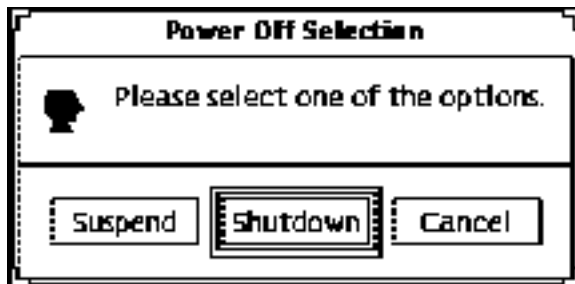 Power Off Selection
Please select one of the options.
Suspend
Shutdown
Cancel